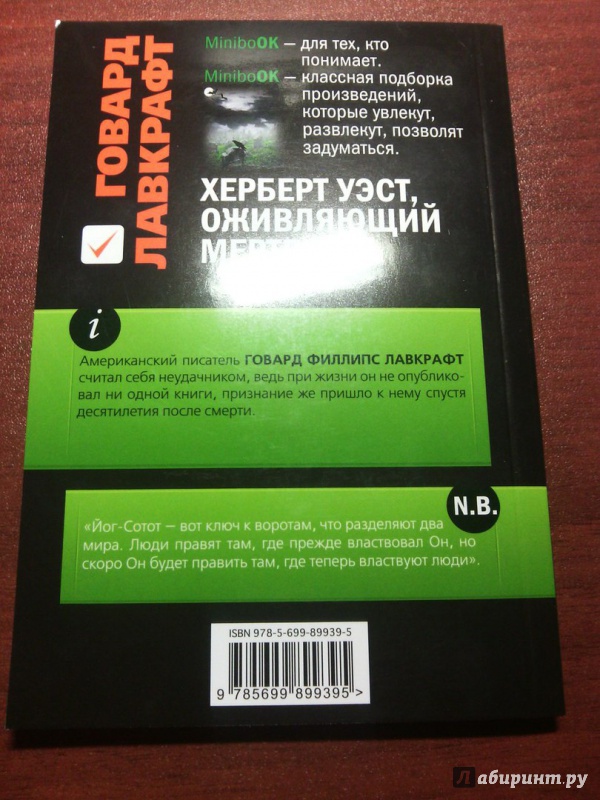 ГОВАРД
ЛАВКРАФТ
MiniboOK — для тех, кто
понимает.
MiniboOK — классная подборка
произведений,
которые увлекут,
развлекут, позволят
задуматься.
ХЕРБЕРТ УЭСТ,
ОЖИВЛЯЮЩИЙ
i
Американский писатель ГОВАРД ФИЛЛИПС ЛАВКРАФТ
считал себя неудачником, ведь при жизни он не опублико-
вал ни одной книги, признание же пришло к нему спустя
десятилетия после смерти.
N.B.
«Йог-Сотот — вот ключ к воротам, что разделяют два
мира. Люди правят там, где прежде властвовал Он, но
скоро Он будет править там, где теперь властвуют люди».
ISBN 978-5-699-89939-5
9 785699 899395 >
Лабиринт.ру